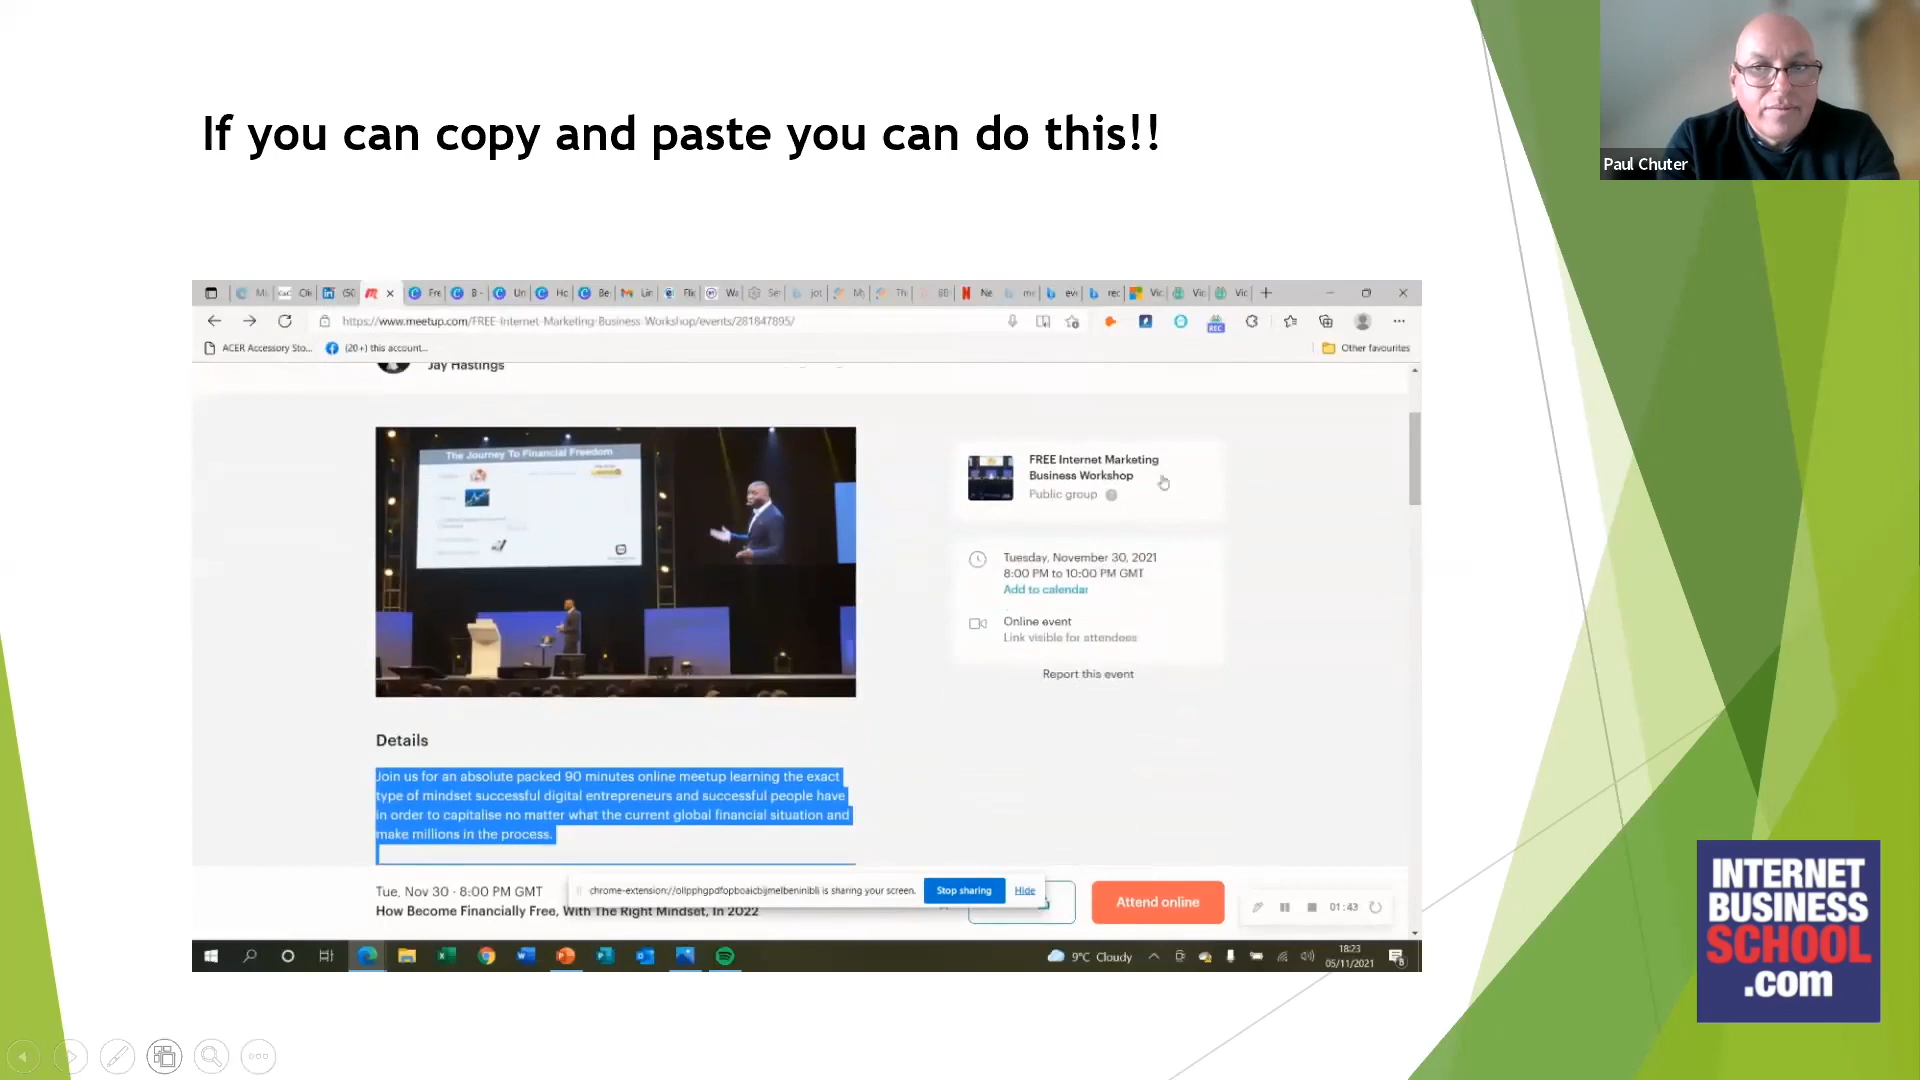 If you can copy and paste you can do this!!
Paul Chuter
https://www.meetup.com/FREE-Internet-Marketing-Business-Workshop/events/281847895/
ACER Accessory Sto...
(20+) this account...
Other favourites
Jay Hastings
The Journey To Financial Freedom
FREE Internet Marketing
Business Workshop
Public group
Tuesday, November 30, 2021
8:00 PM to 10:00 PM GMT
Add to calendar
Online event
Link visible for attendees
Report this event
Details
Join us for an absolute packed 90 minutes online meetup learning the exact
type of mindset successful digital entrepreneurs and successful people have
in order to capitalise no matter what the current global financial situation and
make millions in the process.
Tue, Nov 30 · 8:00 PM GMT
How Become Financially Free, With The Right Mindset, In 2022
is sharing your screen.
Stop sharing
Hide
Attend online
01:43
9°C Cloudy
18:23
05/11/2021
INTERNET
BUSINESS
SCHOOL
.com